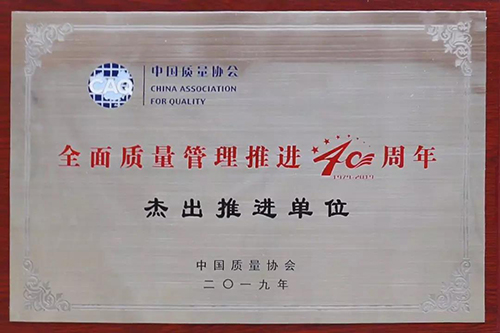 中国质量协会
CAQ
CHINA ASSOCIATION
FOR QUALITY
全面质量管理推进40周年
1979-2019
杰出推进单位
中国质量协会
二〇一九年